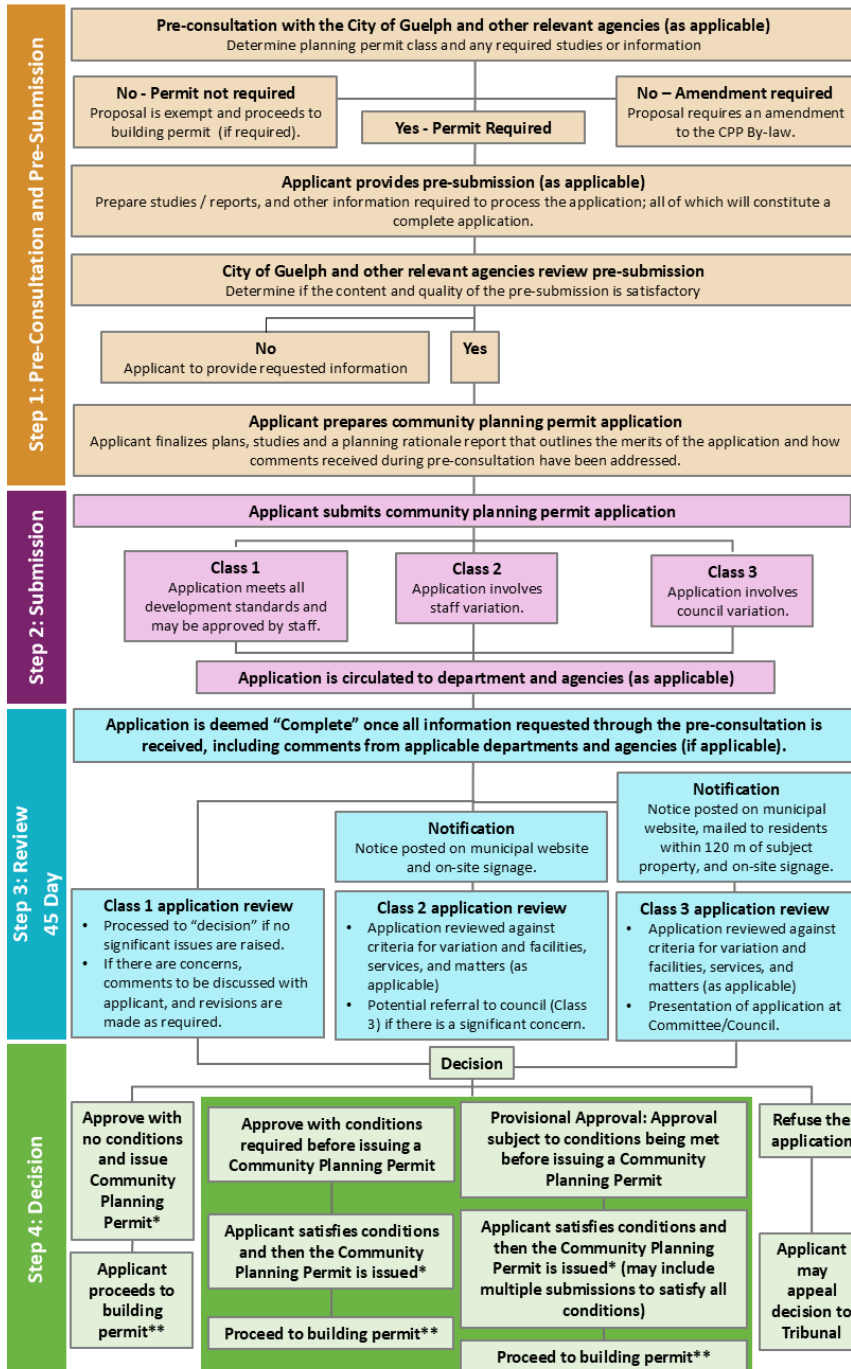 Step 1: Pre-Consultation and Pre-Submission
Pre-consultation with the City of Guelph and other relevant agencies (as applicable)
Determine planning permit class and any required studies or information
No - Permit not required
Proposal is exempt and proceeds to
building permit (if required).
Yes - Permit Required
No – Amendment required
Proposal requires an amendment
to the CPP By-law.
Applicant provides pre-submission (as applicable)
Prepare studies / reports, and other information required to process the application; all of which will constitute a
complete application.
City of Guelph and other relevant agencies review pre-submission
Determine if the content and quality of the pre-submission is satisfactory
No
Applicant to provide requested information
Yes
Applicant prepares community planning permit application
Applicant finalizes plans, studies and a planning rationale report that outlines the merits of the application and how
comments received during pre-consultation have been addressed.
Step 2: Submission
Applicant submits community planning permit application
Class 1
Application meets all
development standards and
may be approved by staff.
Class 2
Application involves
staff variation.
Class 3
Application involves
council variation.
Application is circulated to department and agencies (as applicable)
Step 3: Review
45 Day
Application is deemed “Complete” once all information requested through the pre-consultation is
received, including comments from applicable departments and agencies (if applicable).
Notification
Notice posted on municipal website
and on-site signage.
Notification
Notice posted on municipal
website, mailed to residents
within 120 m of subject
property, and on-site signage.
Class 1 application review
• Processed to “decision” if no
significant issues are raised.
• If there are concerns,
comments to be discussed with
applicant, and revisions are
made as required.
Class 2 application review
• Application reviewed against
criteria for variation and facilities,
services, and matters (as
applicable)
• Potential referral to council (Class
3) if there is a significant concern.
Class 3 application review
• Application reviewed against
criteria for variation and
facilities, services, and
matters (as applicable)
• Presentation of application at
Committee/Council.
Step 4: Decision
Decision
Approve with
no conditions
and issue
Community
Planning
Permit*
Applicant
proceeds to
building
permit**
Approve with conditions
required before issuing a
Community Planning Permit
Applicant satisfies conditions
and then the Community
Planning Permit is issued*
Proceed to building permit**
Provisional Approval: Approval
subject to conditions being met
before issuing a Community
Planning Permit
Applicant satisfies conditions and
then the Community Planning
Permit is issued* (may include
multiple submissions to satisfy all
conditions)
Proceed to building permit**
Refuse the
application
Applicant
may
appeal
decision to
Tribunal